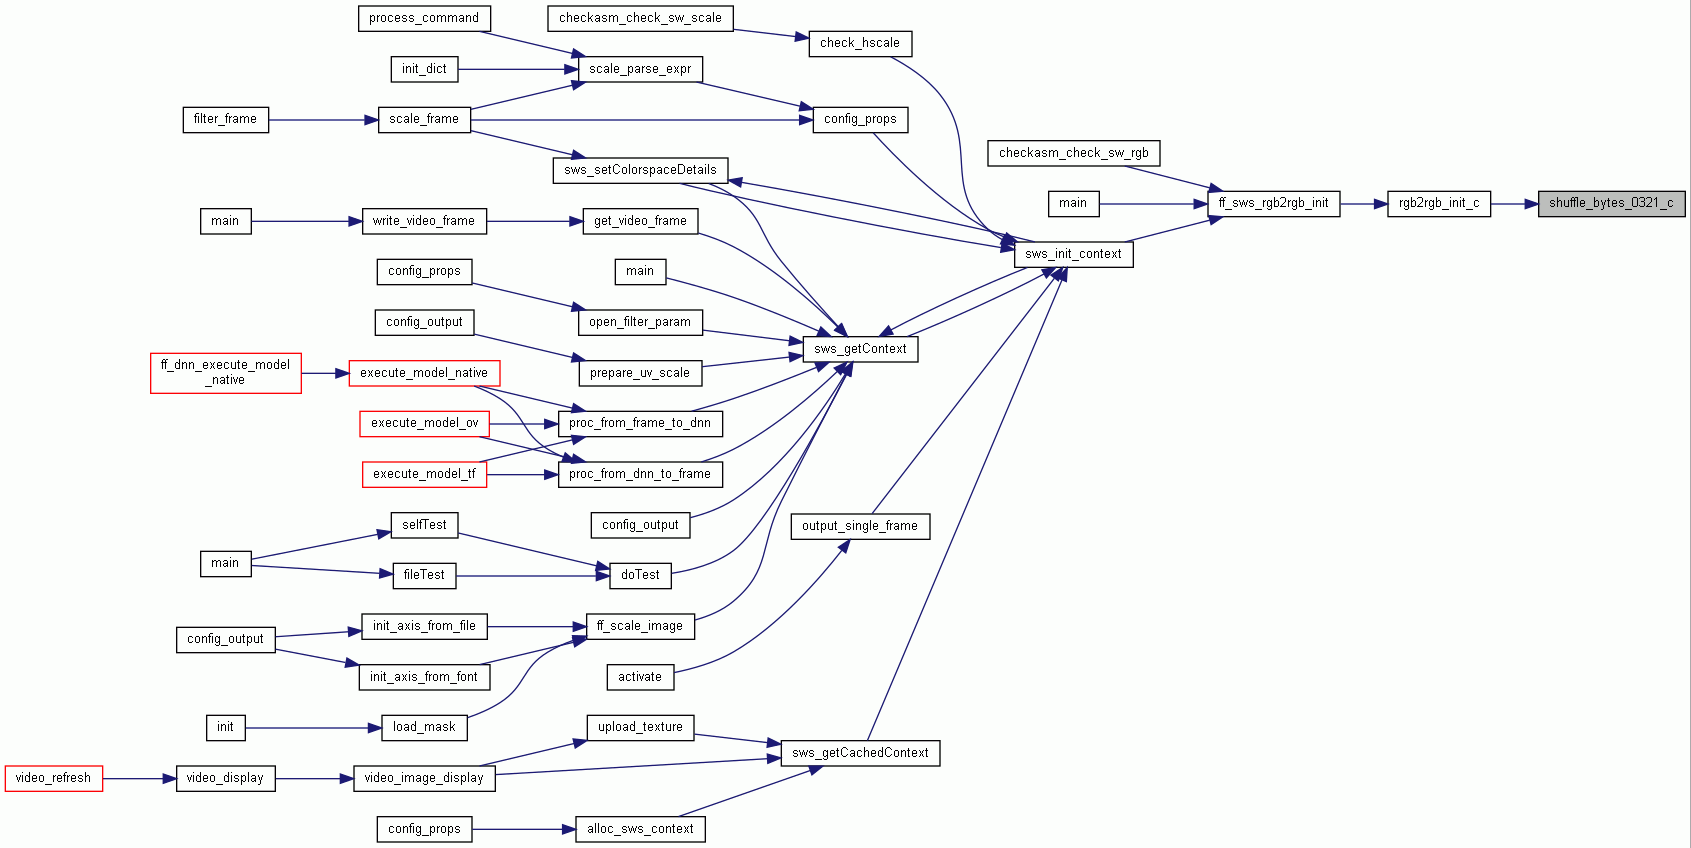 process_command
checkasm_check_sw_scale
check_hscale
init_dict
scale_parse_expr
filter_frame
scale_frame
config_props
checkasm_check_sw_rgb
sws_setColorspaceDetails
main
ff_sws_rgb2rgb_init
rgb2rgb_init_c
shuffle_bytes_0321_c
main
write_video_frame
get_video_frame
sws_init_context
config_props
main
config_output
open_filter_param
sws_getContext
ff_dnn_execute_model
_native
execute_model_native
prepare_uv_scale
execute_model_ov
proc_from_frame_to_dnn
execute_model_tf
proc_from_dnn_to_frame
selfTest
config_output
output_single_frame
main
fileTest
doTest
config_output
init_axis_from_file
ff_scale_image
init_axis_from_font
activate
init
load_mask
upload_texture
sws_getCachedContext
video_refresh
video_display
video_image_display
config_props
alloc_sws_context